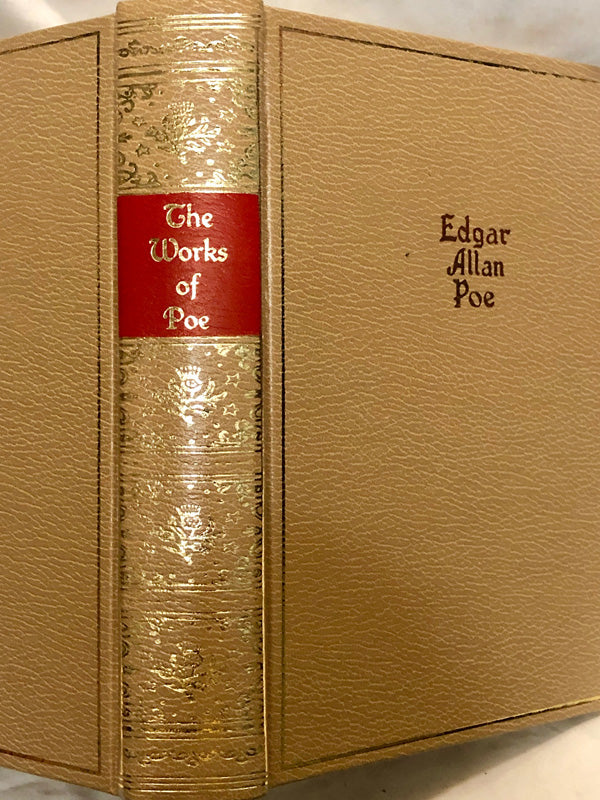 The
Works
of
Poe
Edgar
Allan
Poe